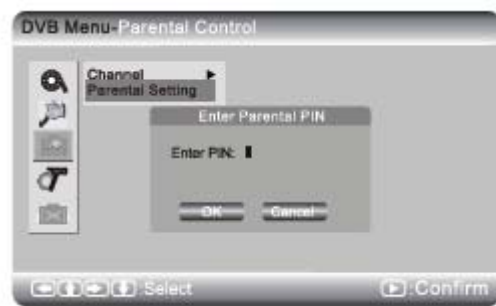 DVB Menu-Parental Control
Channel
Parental Setting
Enter Parental PIN
Enter PIN:
OK Cancel
:Select :Confirm